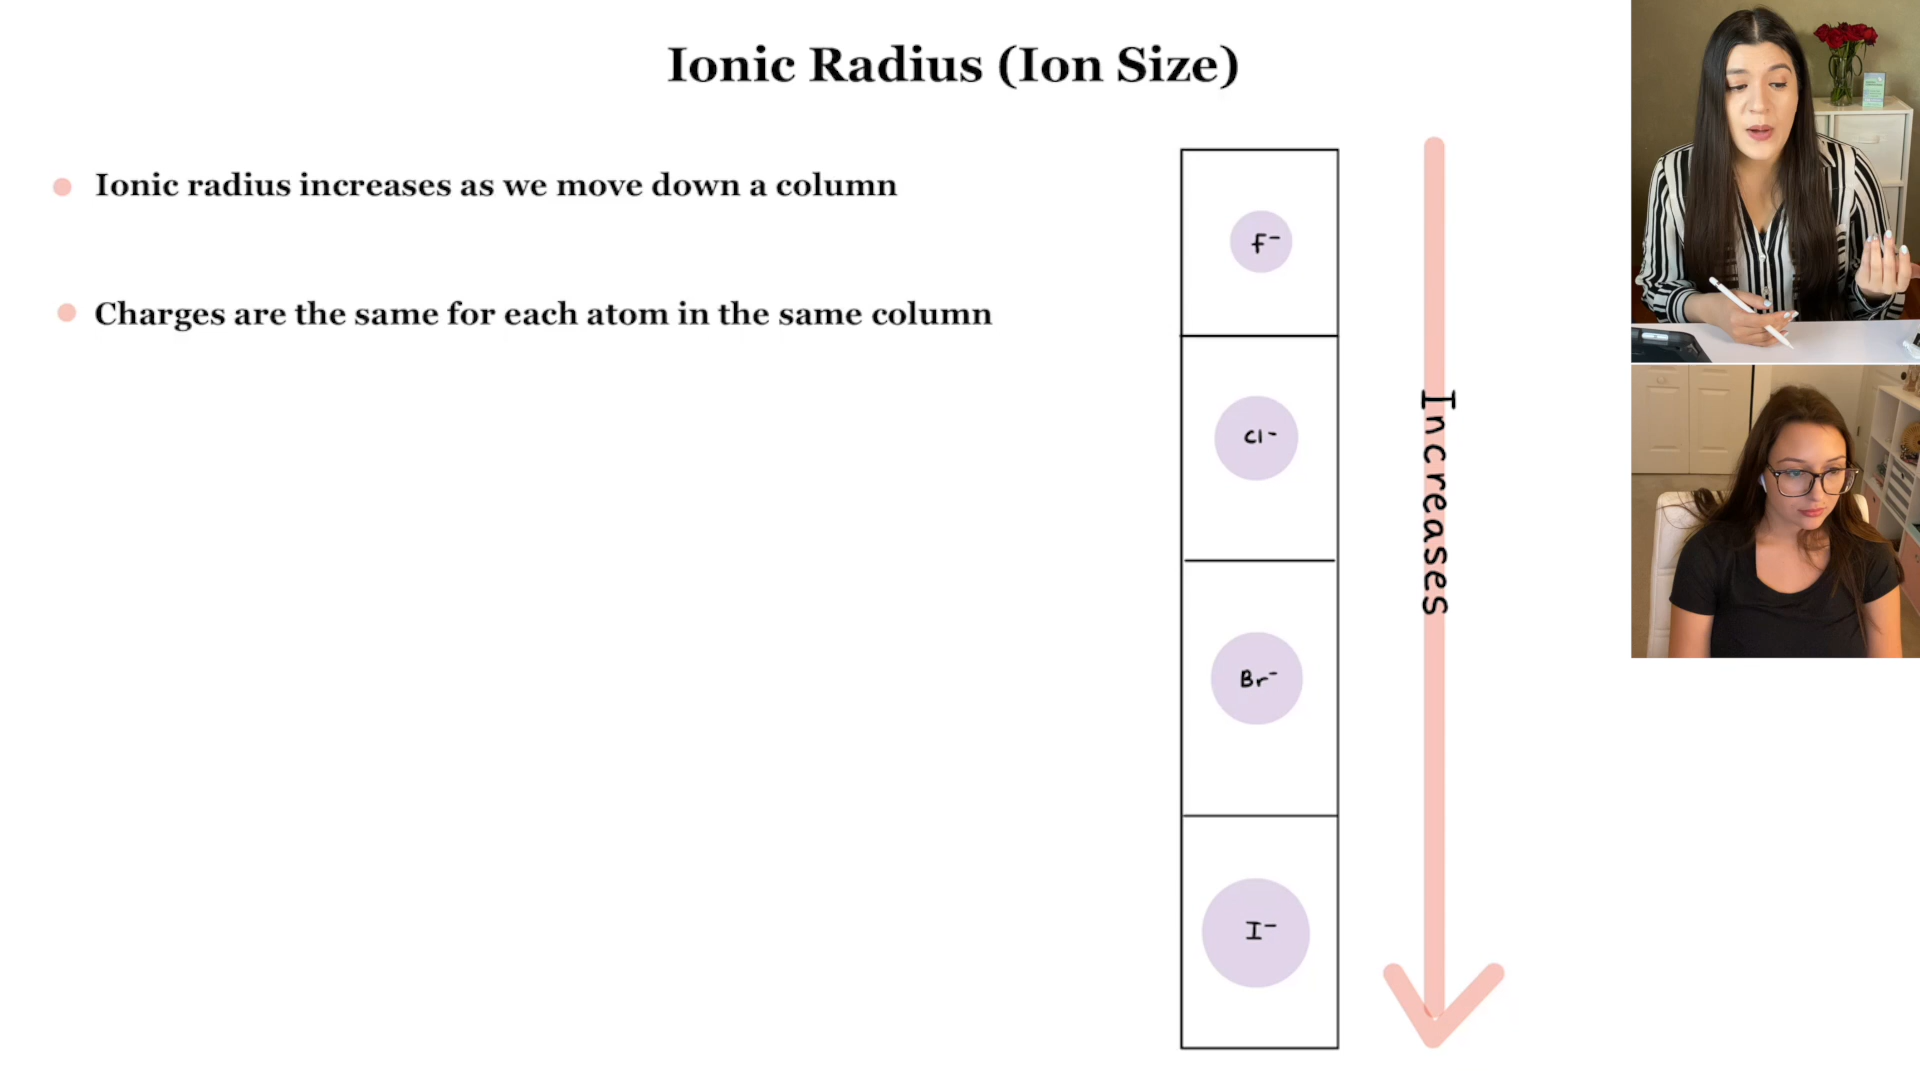 Ionic Radius (Ion Size)
Ionic radius increases as we move down a column
Charges are the same for each atom in the same column
F⁻
Cl⁻
Br⁻
I⁻
Increases